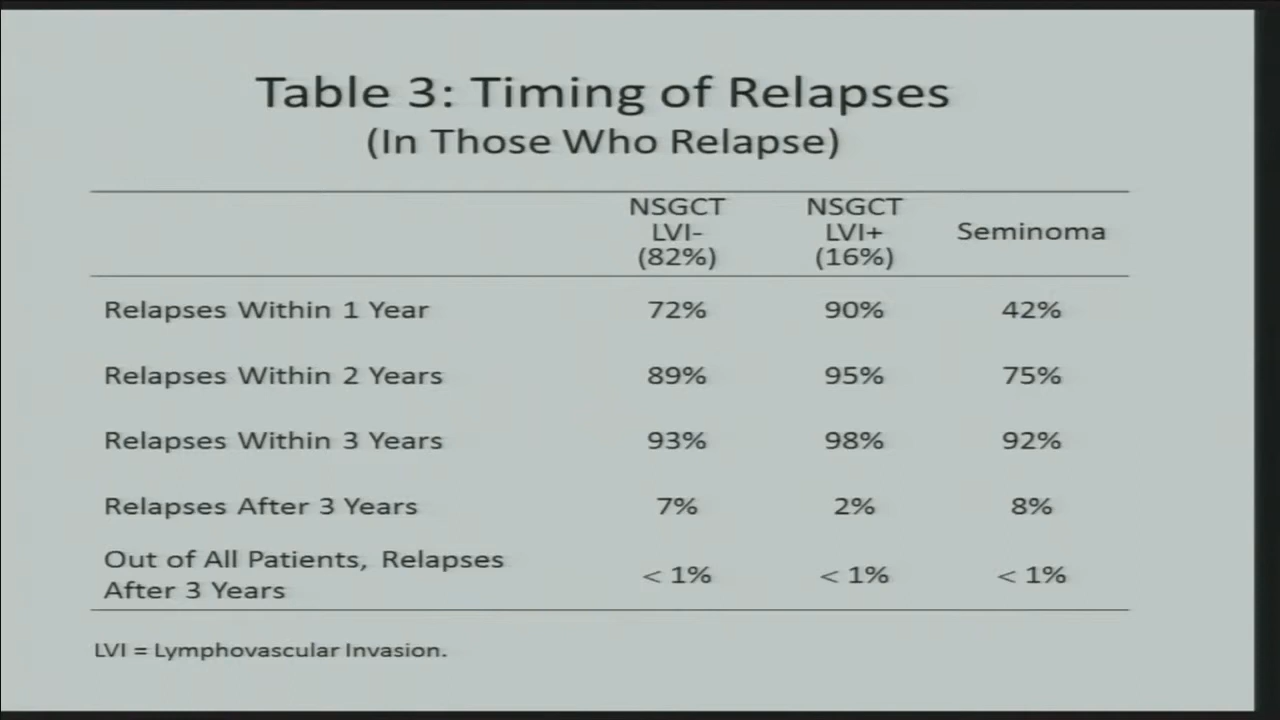 Table 3: Timing of Relapses
(In Those Who Relapse)
NSGCT LVI- (82%) NSGCT LVI+ (16%) Seminoma
Relapses Within 1 Year 72% 90% 42%
Relapses Within 2 Years 89% 95% 75%
Relapses Within 3 Years 93% 98% 92%
Relapses After 3 Years 7% 2% 8%
Out of All Patients, Relapses
After 3 Years < 1% < 1% < 1%
LVI = Lymphovascular Invasion.